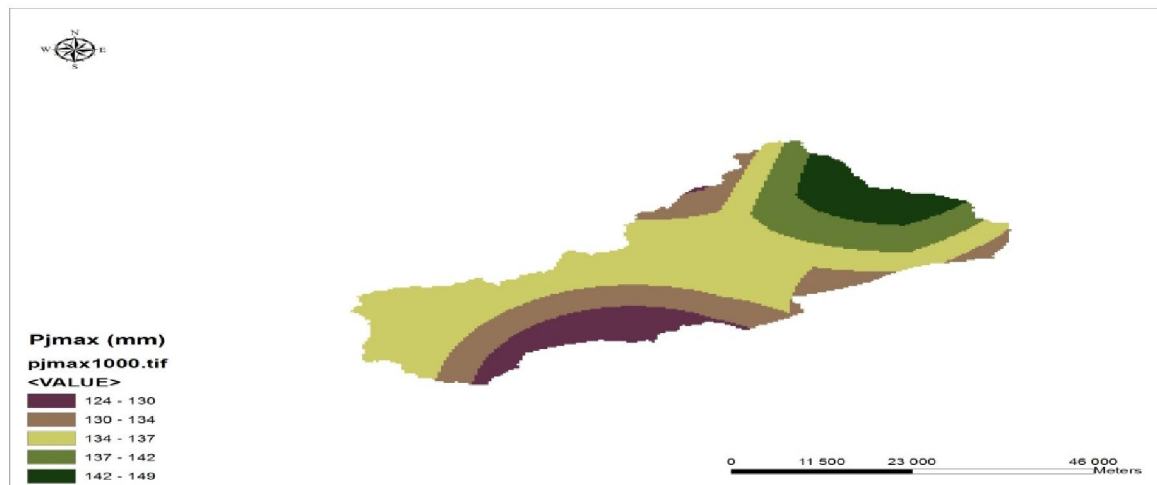 N
W E
S
Pjmax (mm)
pjmax1000.tif
<VALUE>
124 - 130
130 - 134
134 - 137
137 - 142
142 - 149
0 11 500 23 000 46 000
Meters